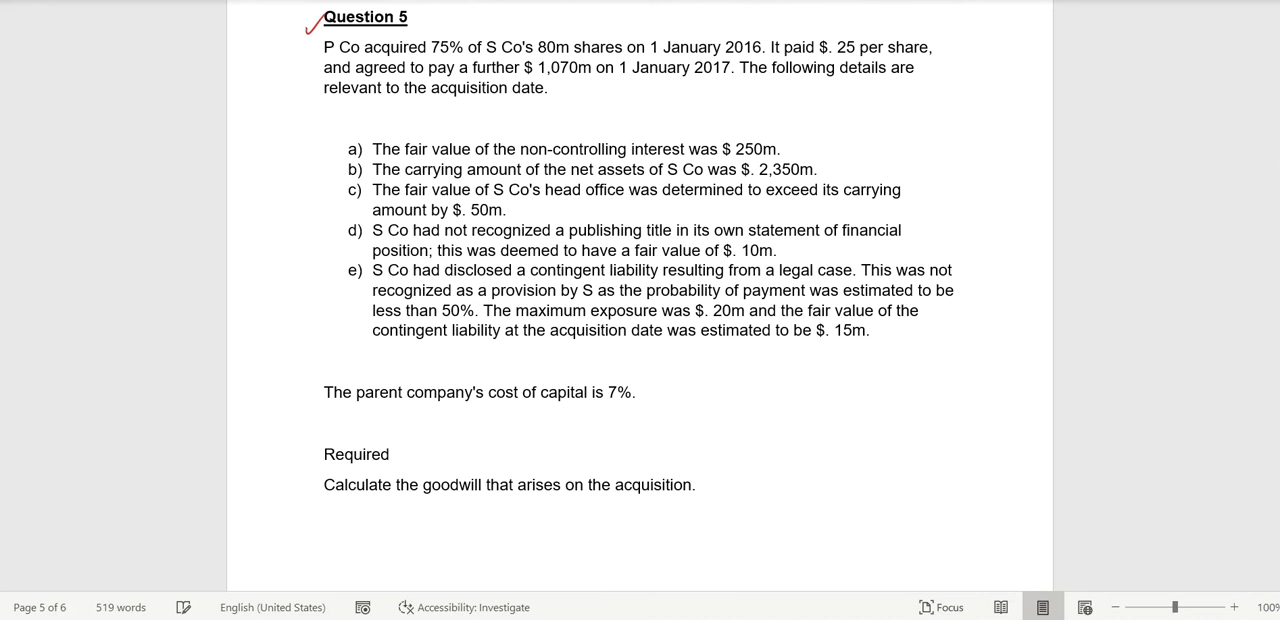 Question 5
P Co acquired 75% of S Co's 80m shares on 1 January 2016. It paid $. 25 per share,
and agreed to pay a further $ 1,070m on 1 January 2017. The following details are
relevant to the acquisition date.
a) The fair value of the non-controlling interest was $ 250m.
b) The carrying amount of the net assets of S Co was $. 2,350m.
c) The fair value of S Co's head office was determined to exceed its carrying
amount by $. 50m.
d) S Co had not recognized a publishing title in its own statement of financial
position; this was deemed to have a fair value of $. 10m.
e) S Co had disclosed a contingent liability resulting from a legal case. This was not
recognized as a provision by S as the probability of payment was estimated to be
less than 50%. The maximum exposure was $. 20m and the fair value of the
contingent liability at the acquisition date was estimated to be $. 15m.
The parent company's cost of capital is 7%.
Required
Calculate the goodwill that arises on the acquisition.
Page 5 of 6 519 words English (United States) Accessibility: Investigate Focus − + 100%